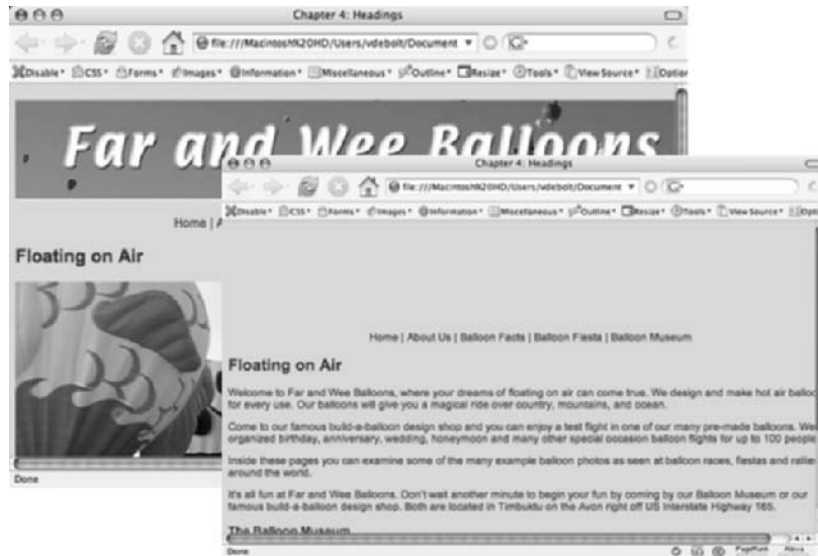 Chapter 4: Headings
file:///Macintosh%20HD/Users/vdebolt/Document
Disable CSS Forms Images Information Miscellaneous Outline Resize Tools View Source Option
Far and Wee Balloons
Home | A
Floating on Air
Done
Chapter 4: Headings
file:///Macintosh%20HD/Users/vdebolt/Document
Disable CSS Forms Images Information Miscellaneous Outline Resize Tools View Source Opti
Home | About Us | Balloon Facts | Balloon Fiesta | Balloon Museum
Floating on Air
Welcome to Far and Wee Balloons, where your dreams of floating on air can come true. We design and make hot air balloo
for every use. Our balloons will give you a magical ride over country, mountains, and ocean.
Come to our famous build-a-balloon design shop and you can enjoy a test flight in one of our many pre-made balloons. We
organized birthday, anniversary, wedding, honeymoon and many other special occasion balloon flights for up to 100 people
Inside these pages you can examine some of the many example balloon photos as seen at balloon races, fiestas and rallie
around the world.
It's all fun at Far and Wee Balloons. Don't wait another minute to begin your fun by coming by our Balloon Museum or our
famous build-a-balloon design shop. Both are located in Timbuktu on the Avon right off US Interstate Highway 165.
The Balloon Museum
Done PageRank Alexa